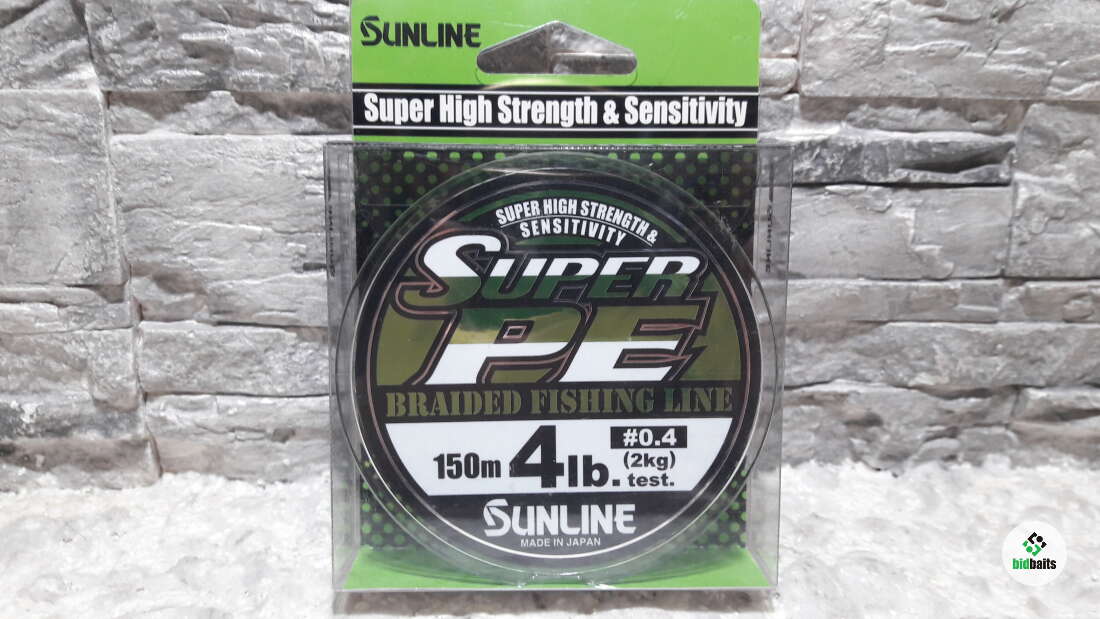 SUNLINE
Super High Strength & Sensitivity
SUPER HIGH STRENGTH &
SENSITIVITY
SUPER
PE
BRAIDED FISHING LINE
150m 4lb. #0.4
(2kg)
test.
SUNLINE
MADE IN JAPAN
bidbaits